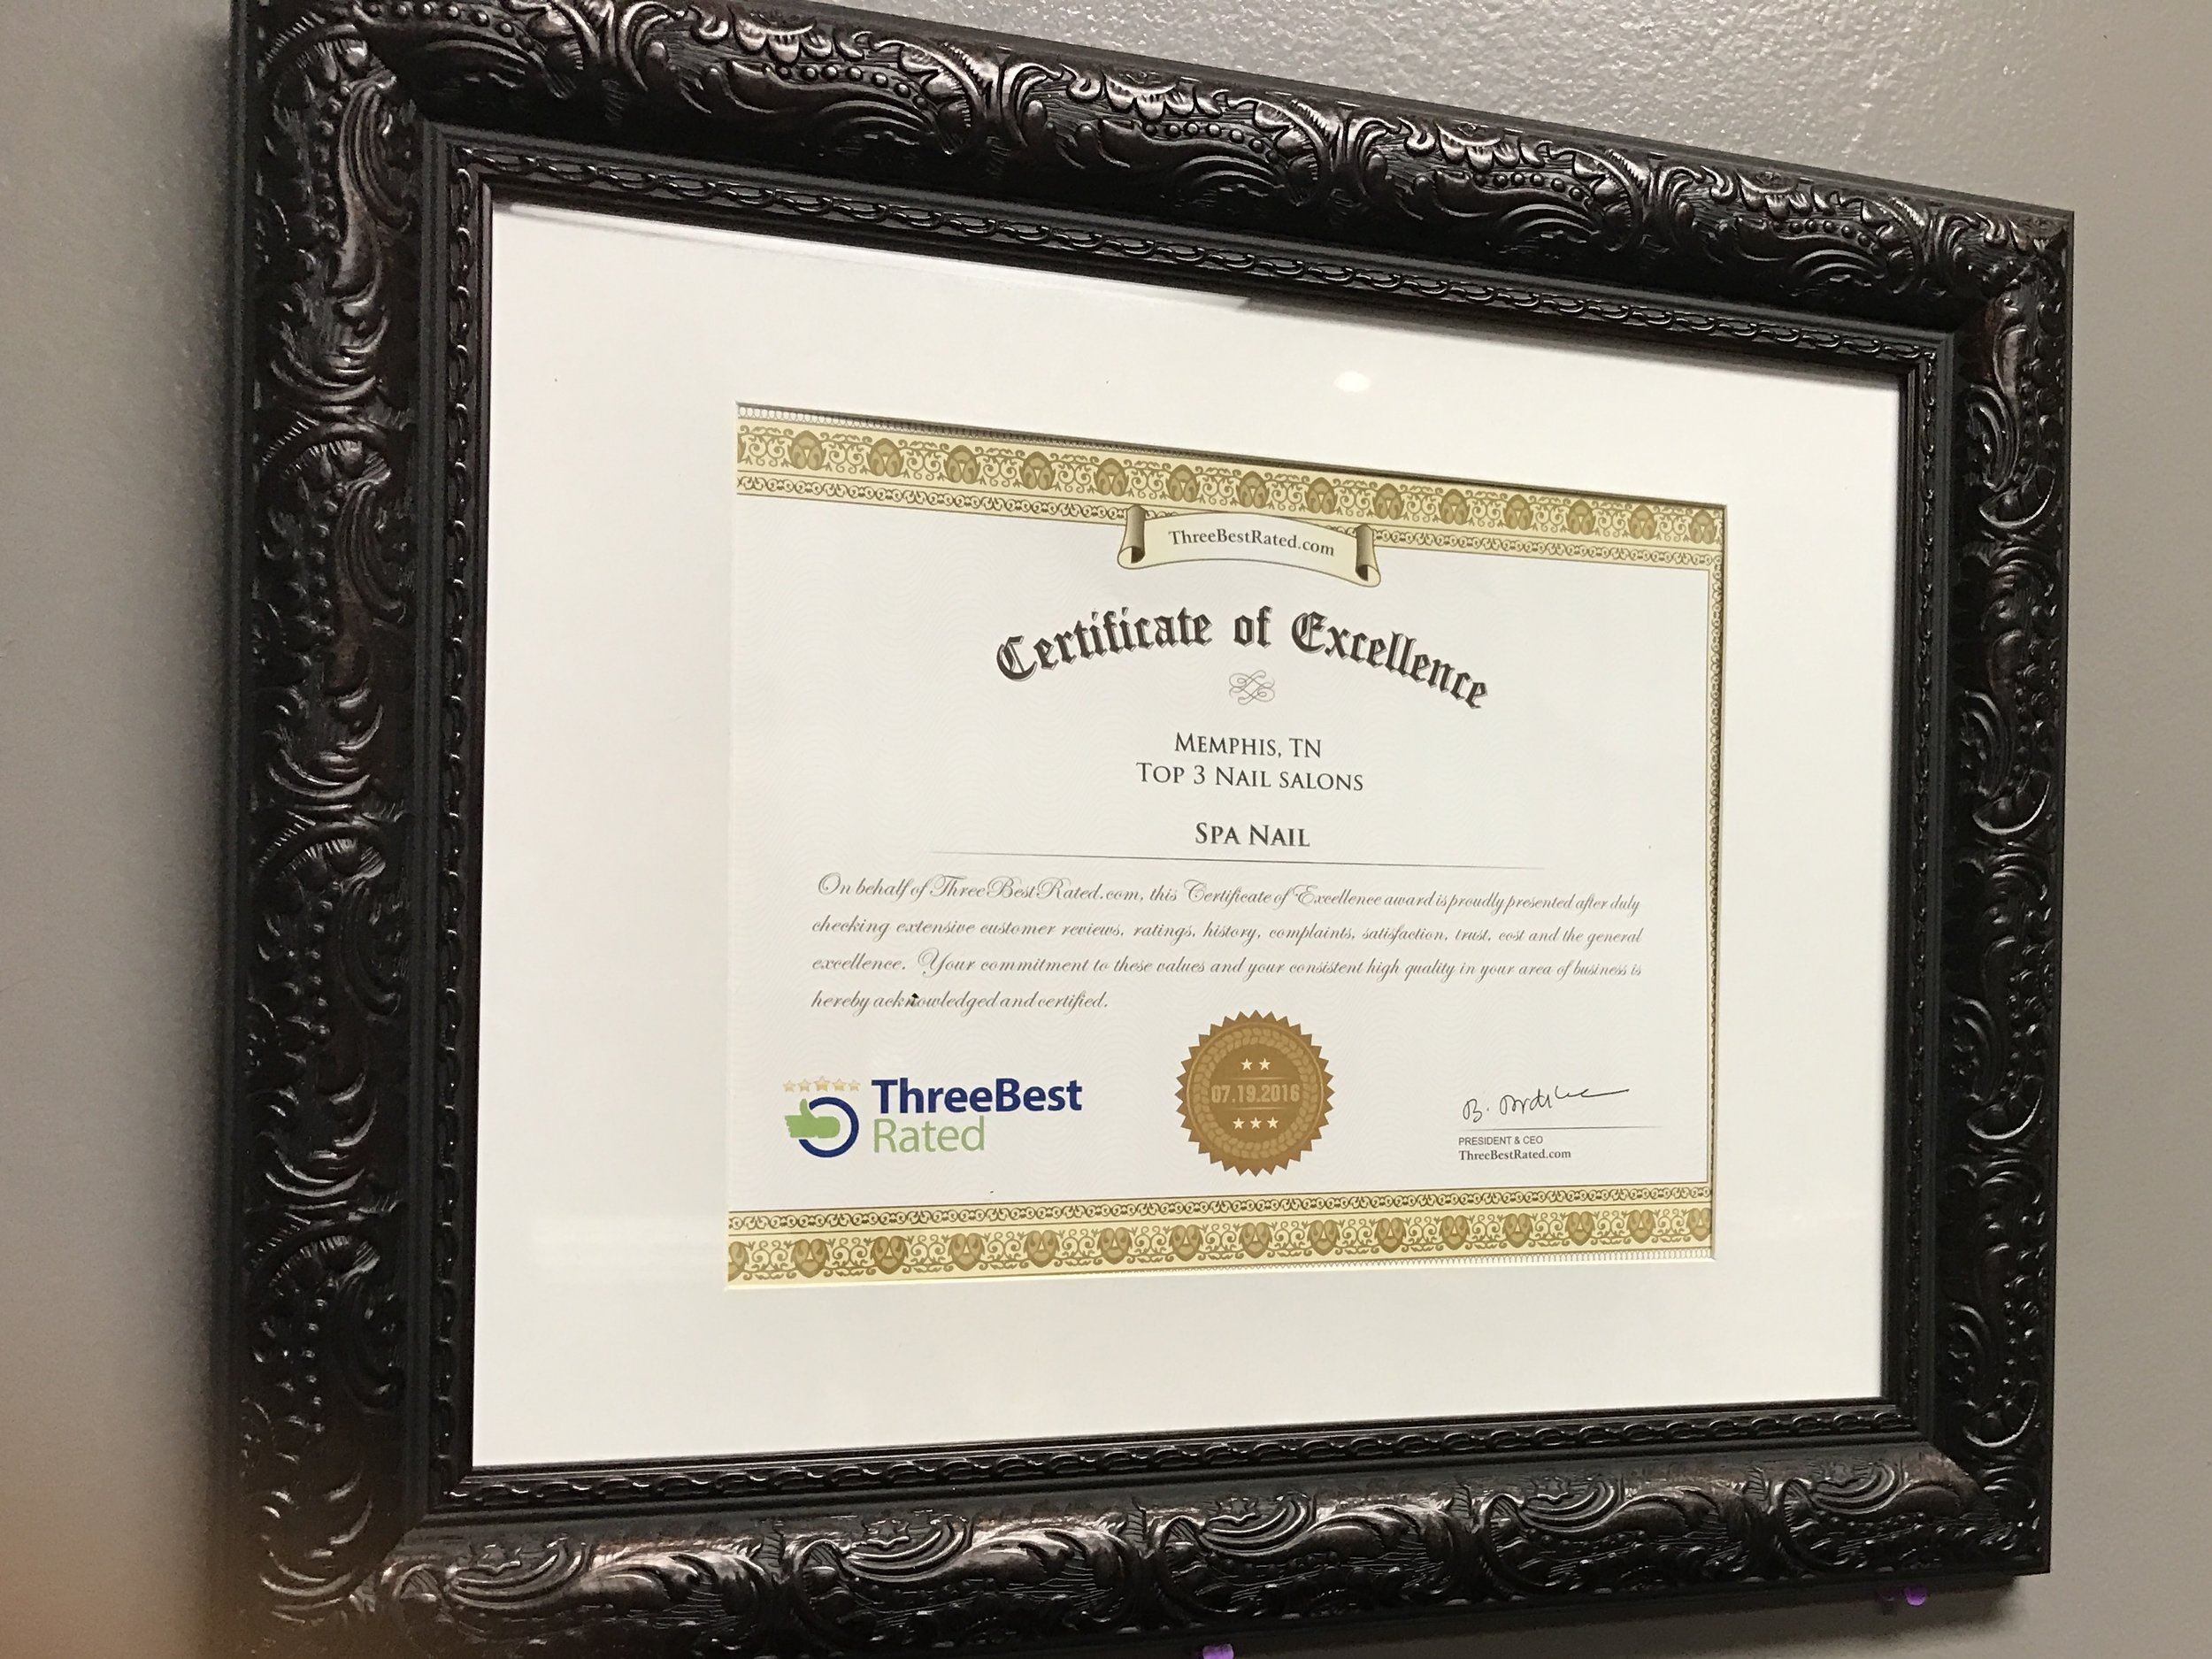 ThreeBestRated.com
Certificate of Excellence
MEMPHIS, TN
TOP 3 NAIL SALONS
SPA NAIL
On behalf of ThreeBestRated.com, this Certificate of Excellence award is proudly presented after duly
checking extensive customer reviews, ratings, history, complaints, satisfaction, trust, cost and the general
excellence. Your commitment to these values and your consistent high quality in your area of business is
hereby acknowledged and certified.
ThreeBest
Rated
07.19.2016
PRESIDENT & CEO
ThreeBestRated.com